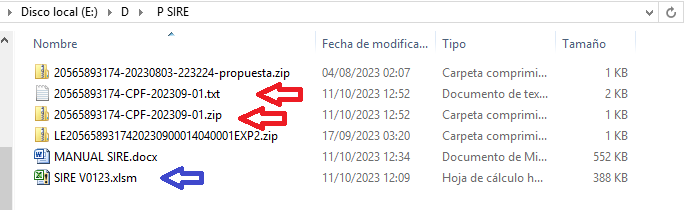 Disco local (E:) D P SIRE
Nombre Fecha de modifica... Tipo Tamaño
20565893174-20230803-223224-propuesta.zip 04/08/2023 02:07 Carpeta comprimi... 1 KB
20565893174-CPF-202309-01.txt 11/10/2023 12:52 Documento de tex... 2 KB
20565893174-CPF-202309-01.zip 11/10/2023 12:52 Carpeta comprimi... 1 KB
LE2056589317420230900014040001EXP2.zip 17/09/2023 03:20 Carpeta comprimi... 1 KB
MANUAL SIRE.docx 11/10/2023 12:34 Documento de Mi... 552 KB
SIRE V0123.xlsm 11/10/2023 12:09 Hoja de cálculo h... 388 KB